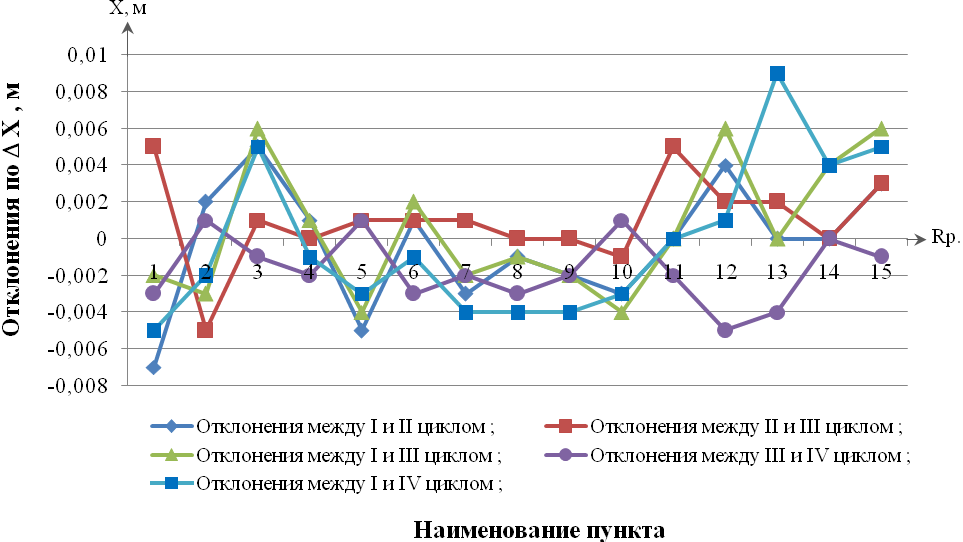 X, м
0,01
0,008
0,006
0,004
0,002
0
-0,002
-0,004
-0,006
-0,008
Отклонения по Δ X , м
1 2 3 4 5 6 7 8 9 10 11 12 13 14 15
Rp.
Отклонения между I и II циклом ; Отклонения между II и III циклом ;
Отклонения между I и III циклом ; Отклонения между III и IV циклом ;
Отклонения между I и IV циклом ;
Наименование пункта